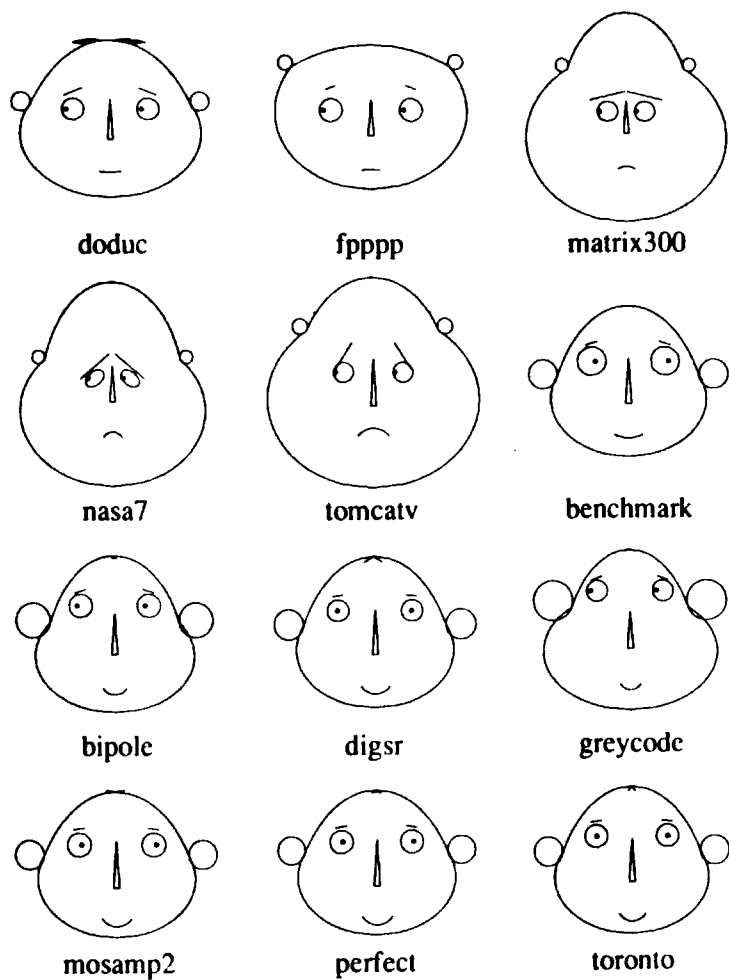 doduc fpppp matrix300
nasa7 tomcatv benchmark
bipole digsr greycode
mosamp2 perfect toronto